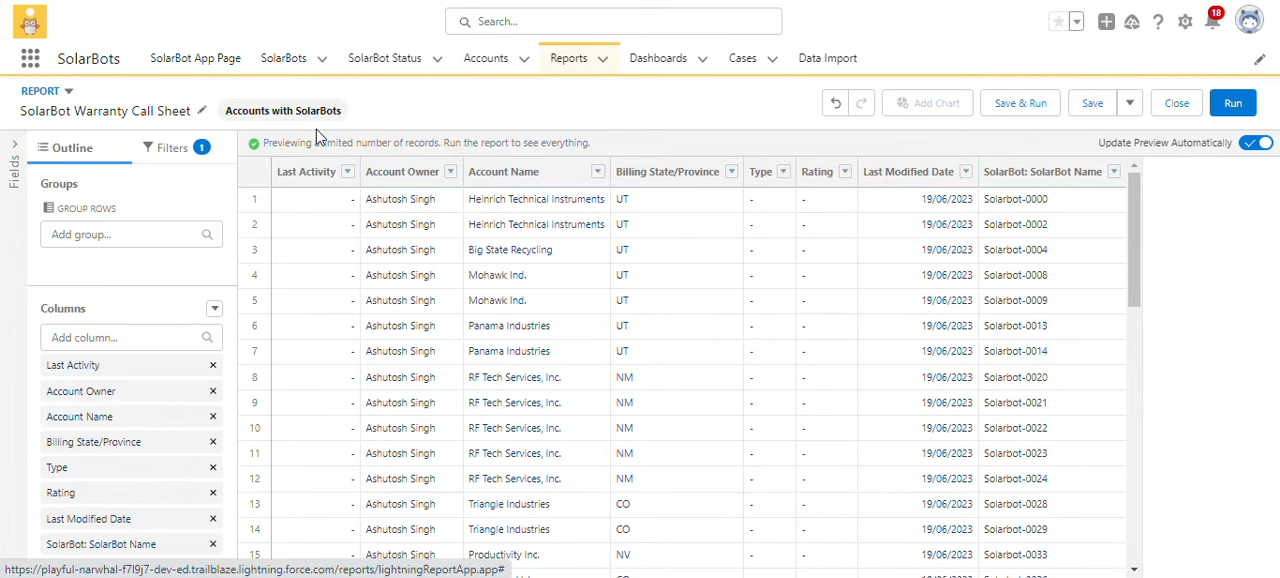 Search...
18
SolarBots
SolarBot App Page
SolarBots
SolarBot Status
Accounts
Reports
Dashboards
Cases
Data Import
REPORT
SolarBot Warranty Call Sheet
Accounts with SolarBots
Add Chart
Save & Run
Save
Close
Run
Fields
Outline
Filters 1
Previewing limited number of records. Run the report to see everything.
Update Preview Automatically
Groups
GROUP ROWS
Add group...
Columns
Add column...
Last Activity
Account Owner
Account Name
Billing State/Province
Type
Rating
Last Modified Date
SolarBot: SolarBot Name
Last Activity Account Owner Account Name Billing State/Province Type Rating Last Modified Date SolarBot: SolarBot Name
1 - Ashutosh Singh Heinrich Technical Instruments UT - - 19/06/2023 Solarbot-0000
2 - Ashutosh Singh Heinrich Technical Instruments UT - - 19/06/2023 Solarbot-0002
3 - Ashutosh Singh Big State Recycling UT - - 19/06/2023 Solarbot-0004
4 - Ashutosh Singh Mohawk Ind. UT - - 19/06/2023 Solarbot-0008
5 - Ashutosh Singh Mohawk Ind. UT - - 19/06/2023 Solarbot-0009
6 - Ashutosh Singh Panama Industries UT - - 19/06/2023 Solarbot-0013
7 - Ashutosh Singh Panama Industries UT - - 19/06/2023 Solarbot-0014
8 - Ashutosh Singh RF Tech Services, Inc. NM - - 19/06/2023 Solarbot-0020
9 - Ashutosh Singh RF Tech Services, Inc. NM - - 19/06/2023 Solarbot-0021
10 - Ashutosh Singh RF Tech Services, Inc. NM - - 19/06/2023 Solarbot-0022
11 - Ashutosh Singh RF Tech Services, Inc. NM - - 19/06/2023 Solarbot-0023
12 - Ashutosh Singh RF Tech Services, Inc. NM - - 19/06/2023 Solarbot-0024
13 - Ashutosh Singh Triangle Industries CO - - 19/06/2023 Solarbot-0028
14 - Ashutosh Singh Triangle Industries CO - - 19/06/2023 Solarbot-0029
15 - Ashutosh Singh Productivity Inc. NV - - 19/06/2023 Solarbot-0033
https://playful-narwhal-f7l9j7-dev-ed.trailblaze.lightning.force.com/reports/lightningReportApp.app#